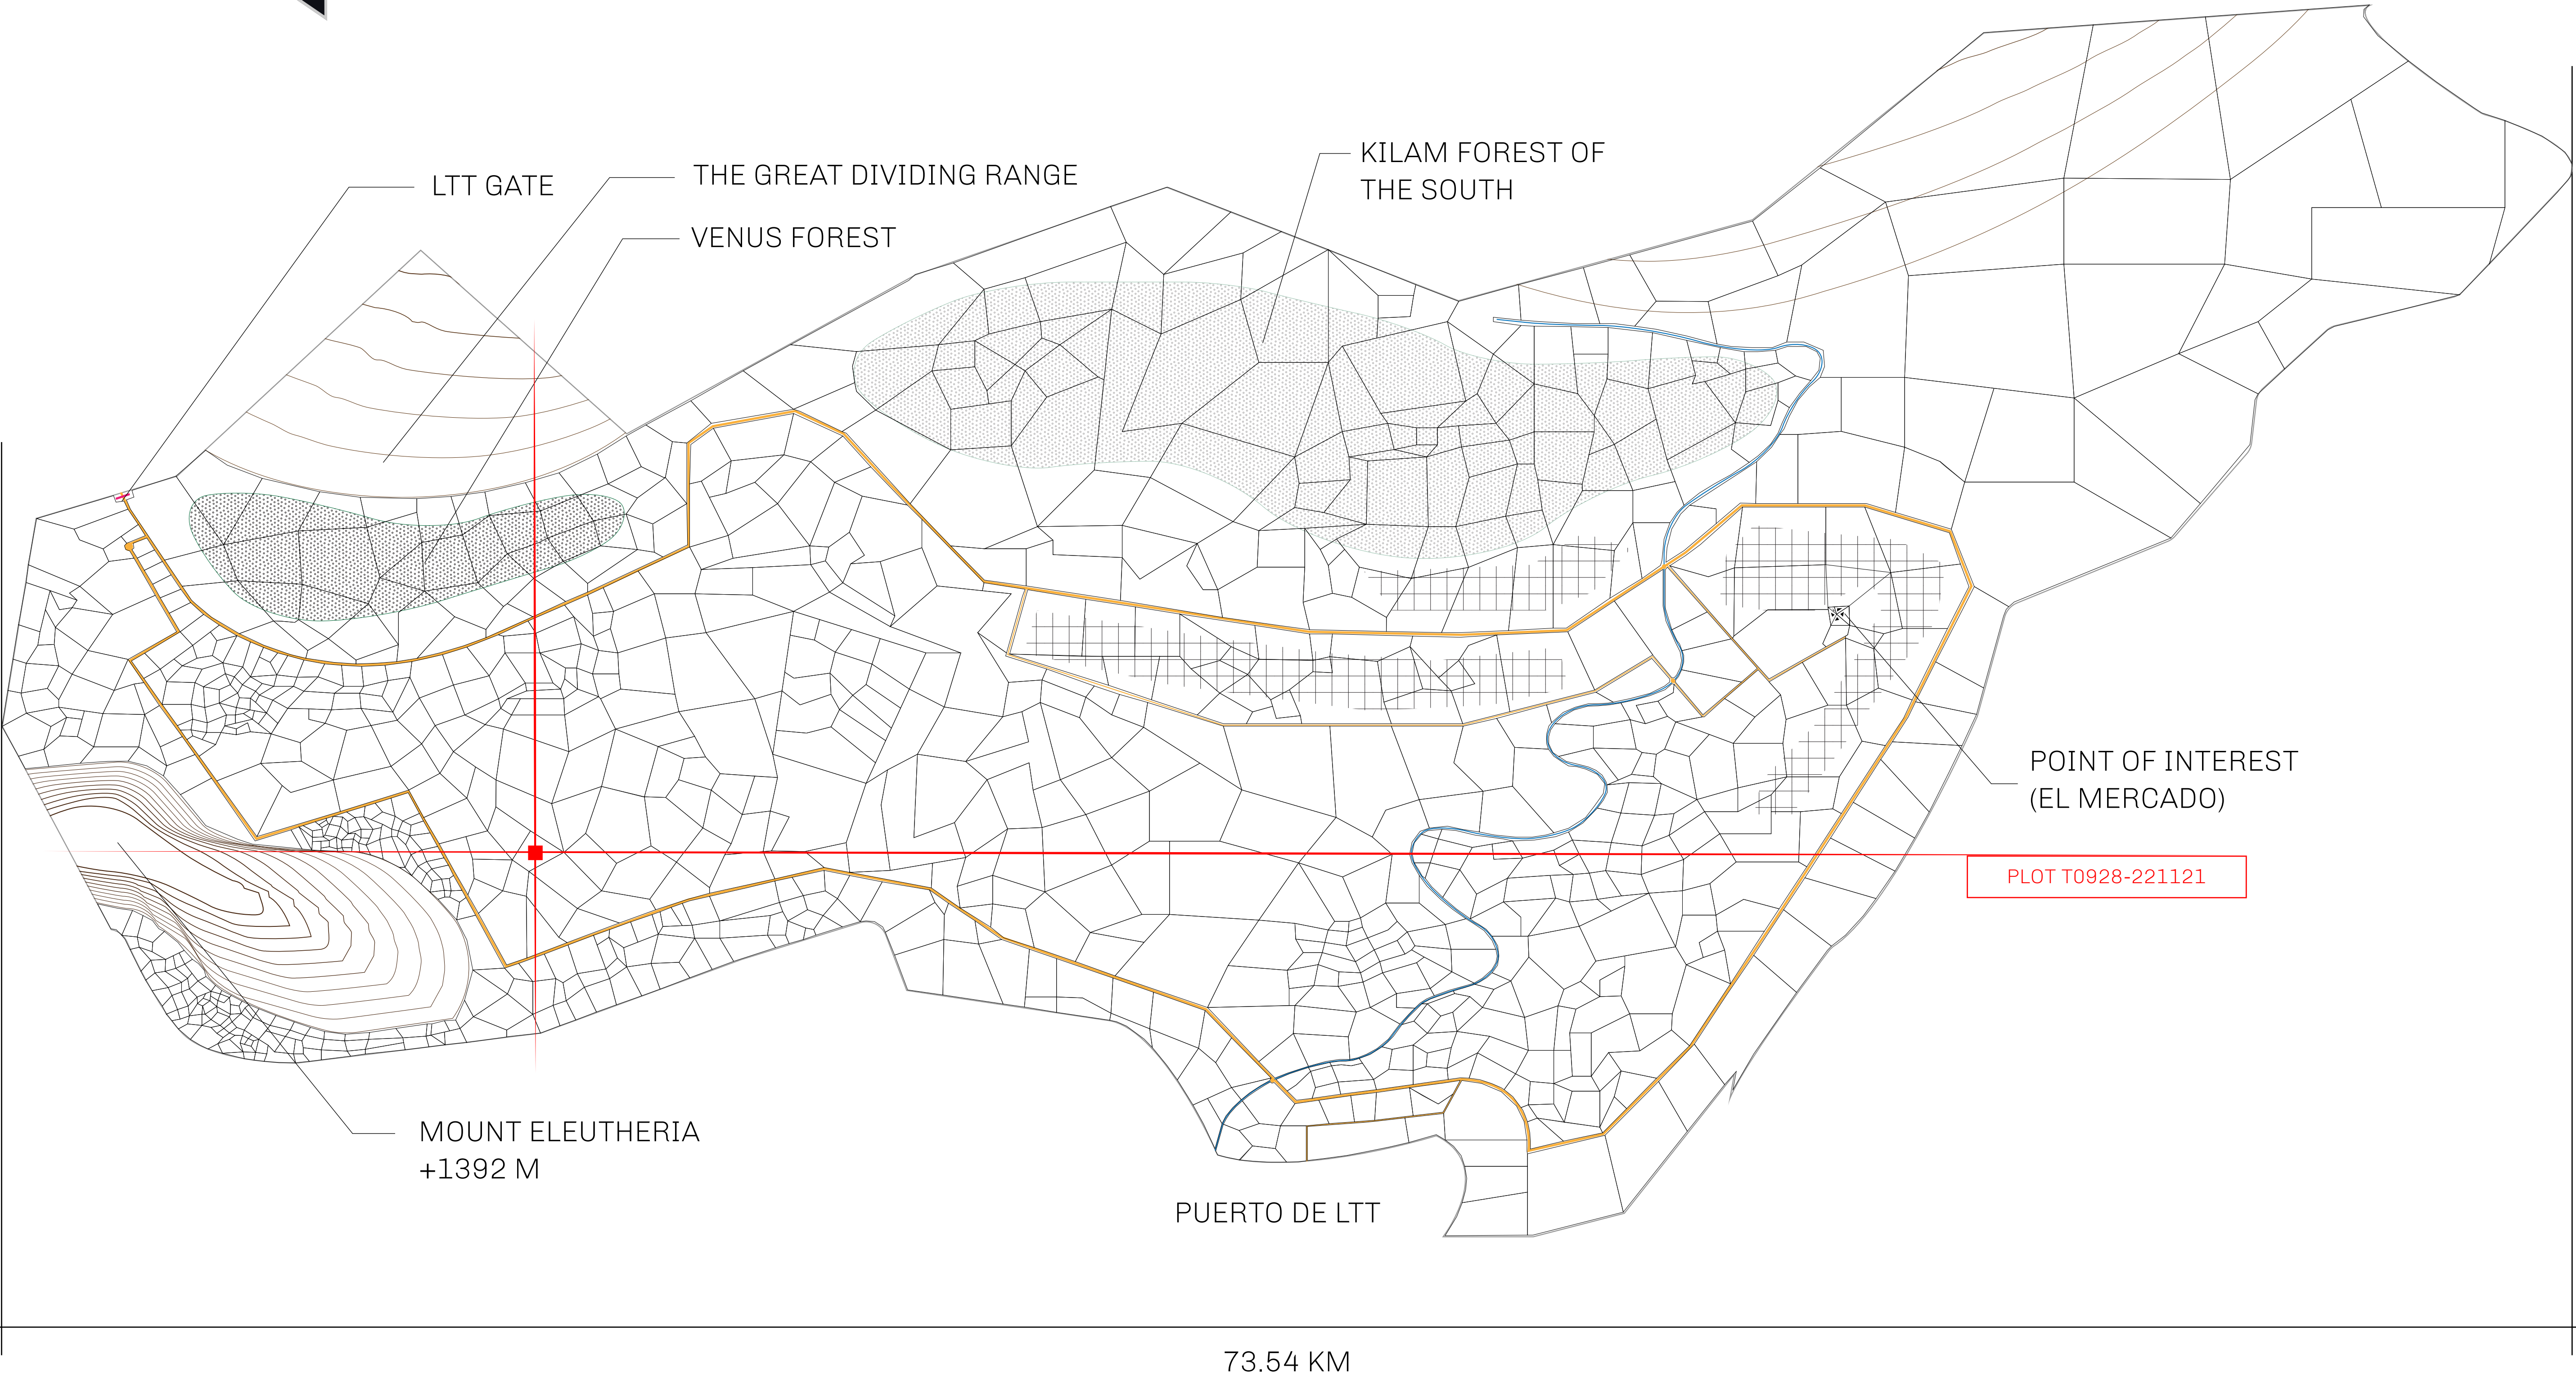 KILAM FOREST OF
THE SOUTH
THE GREAT DIVIDING RANGE
LTT GATE
VENUS FOREST
POINT OF INTEREST
(EL MERCADO)
PLOT T0928-221121
MOUNT ELEUTHERIA
+1392 M
PUERTO DE LTT
73.54 KM